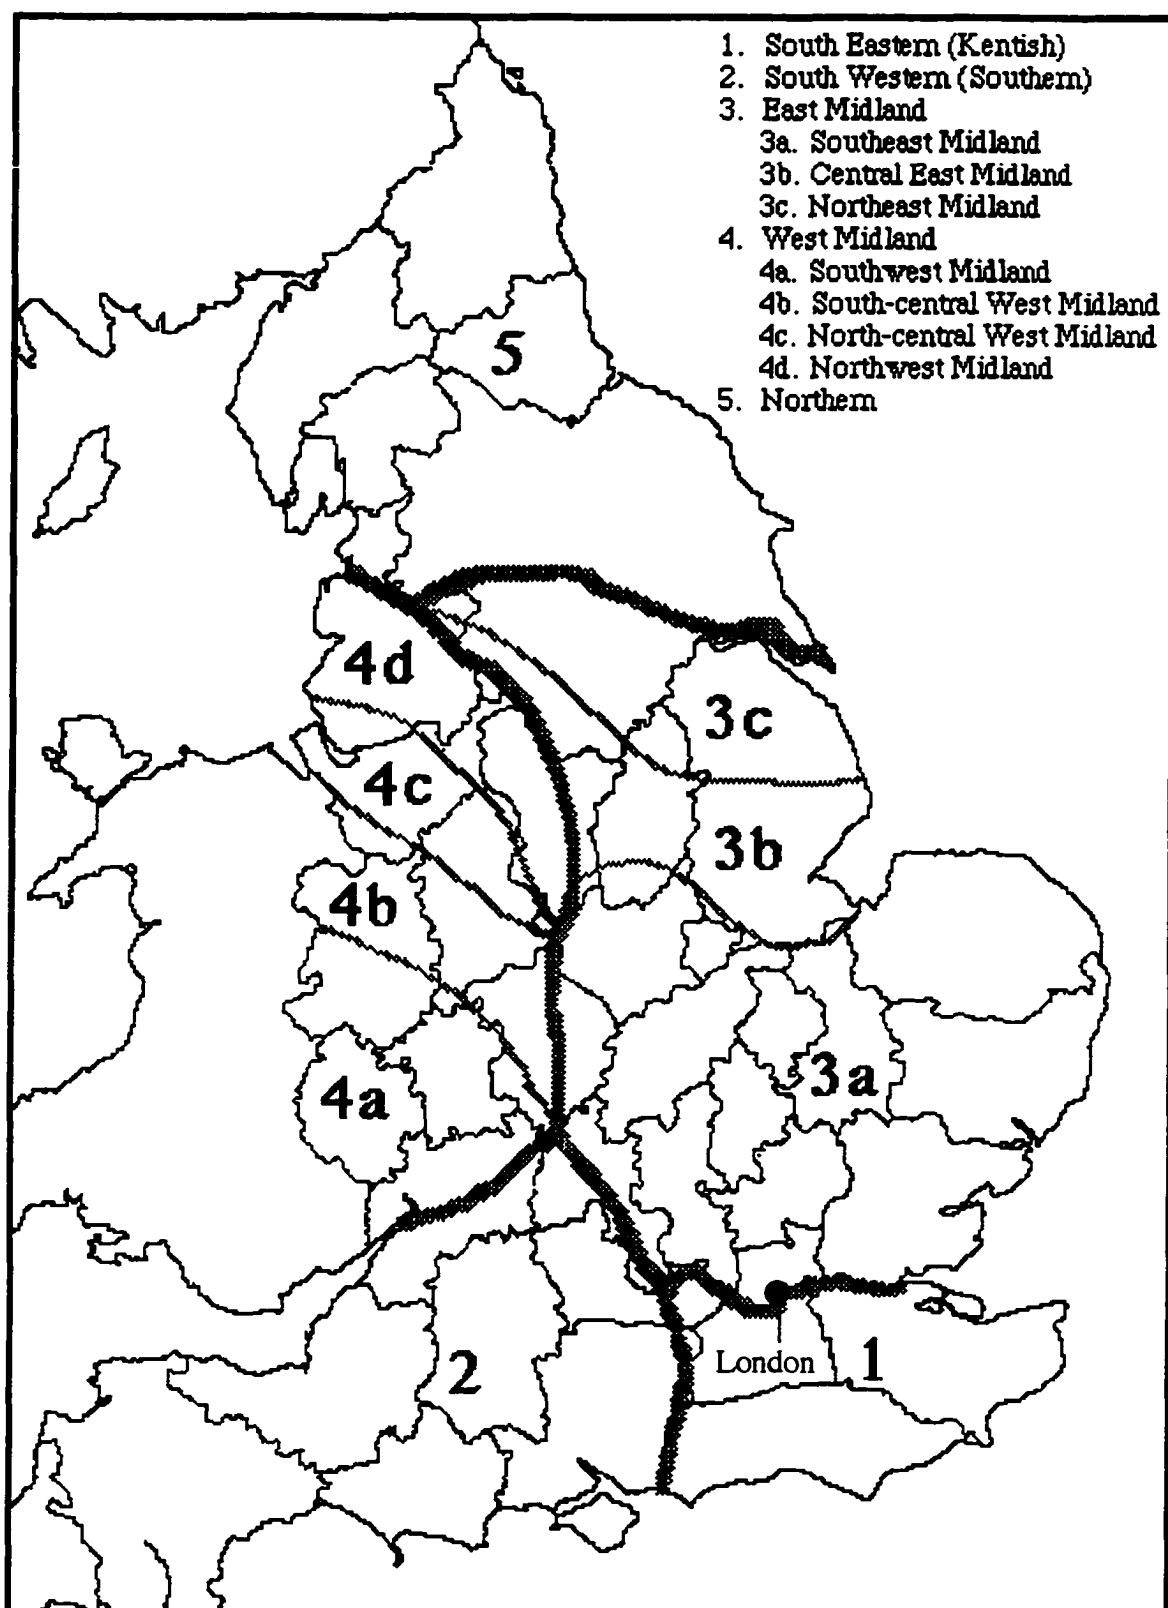 1. South Eastern (Kentish)
2. South Western (Southern)
3. East Midland
3a. Southeast Midland
3b. Central East Midland
3c. Northeast Midland
4. West Midland
4a. Southwest Midland
4b. South-central West Midland
4c. North-central West Midland
4d. Northwest Midland
5. Northern
5
4d
3c
4c
3b
4b
3a
4a
London
1
2